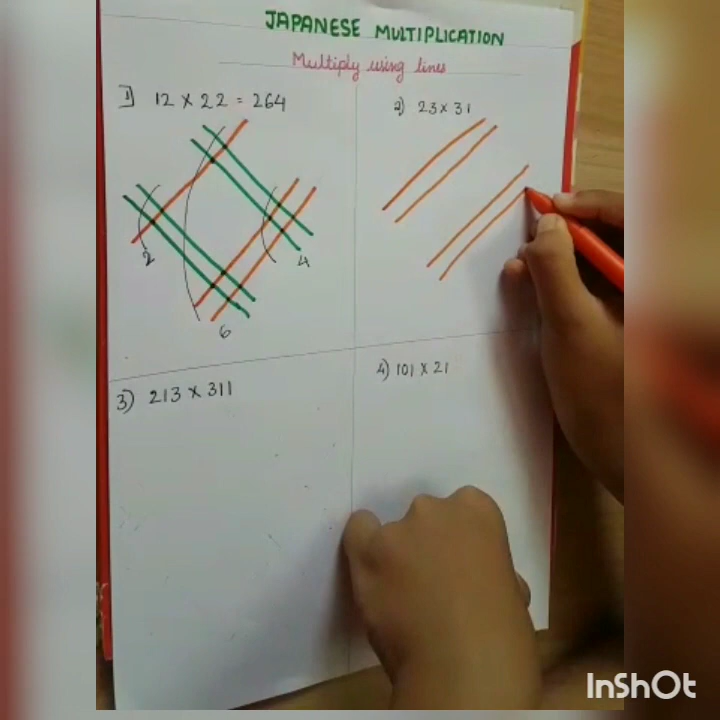 JAPANESE MULTIPLICATION
Multiply using lines
1) 12 × 22 = 264
2) 23 × 31
2
4
6
3) 213 × 311
4) 101 × 21
InShOt